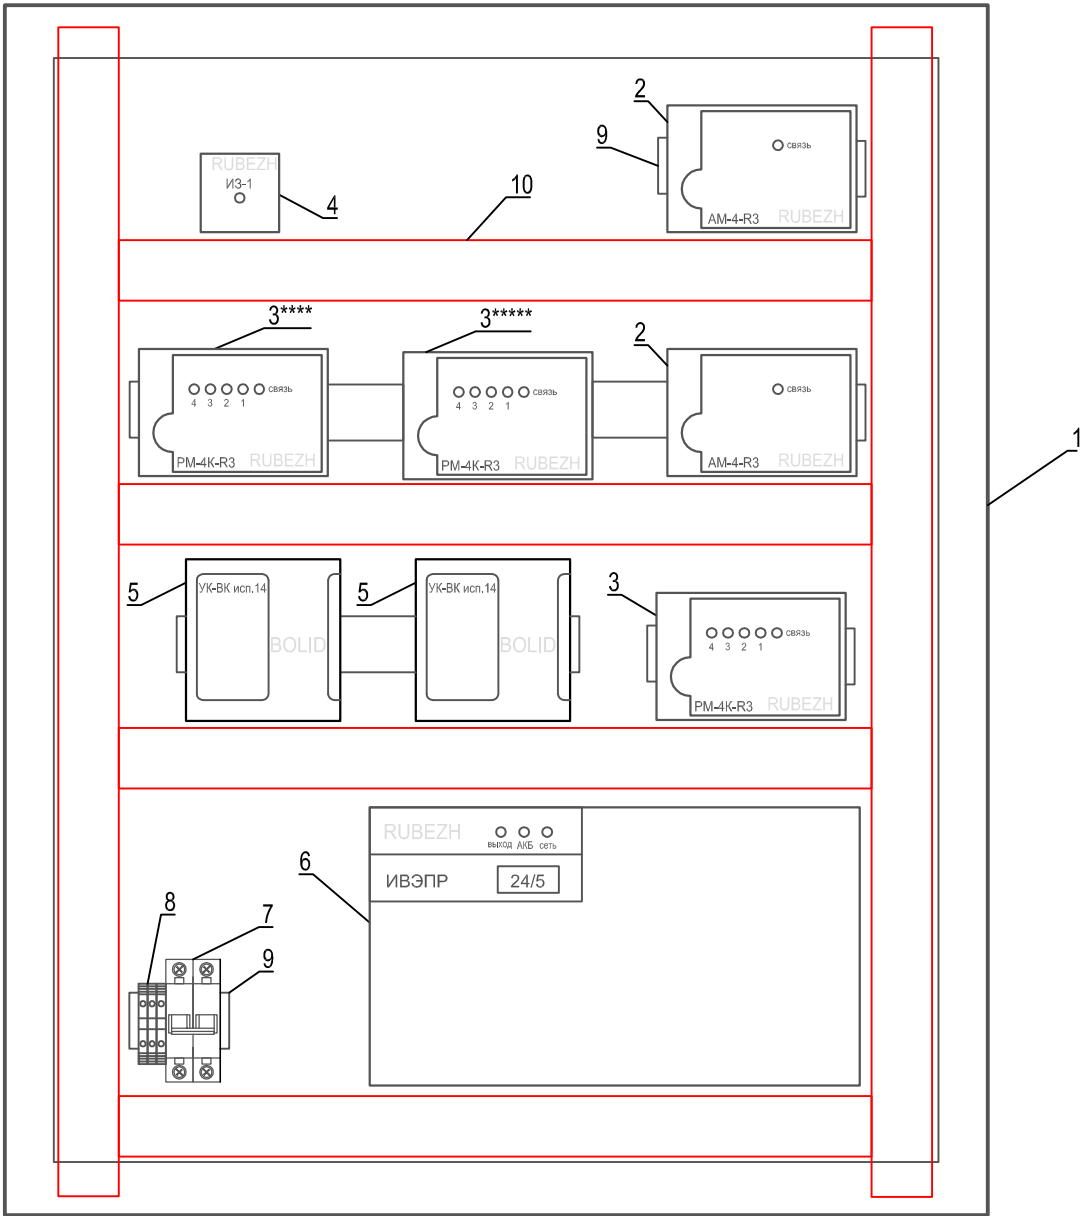 2
9
связь
RUBEZH
ИЗ-1
4
10
АМ-4-R3 RUBEZH
3****
3*****
2
4 3 2 1 связь
РМ-4К-R3 RUBEZH
4 3 2 1 связь
РМ-4К-R3 RUBEZH
связь
АМ-4-R3 RUBEZH
1
5
УК-ВК исп.14
BOLID
5
УК-ВК исп.14
BOLID
3
4 3 2 1 связь
РМ-4К-R3 RUBEZH
6
RUBEZH
выход АКБ сеть
ИВЭПР 24/5
8
7
9